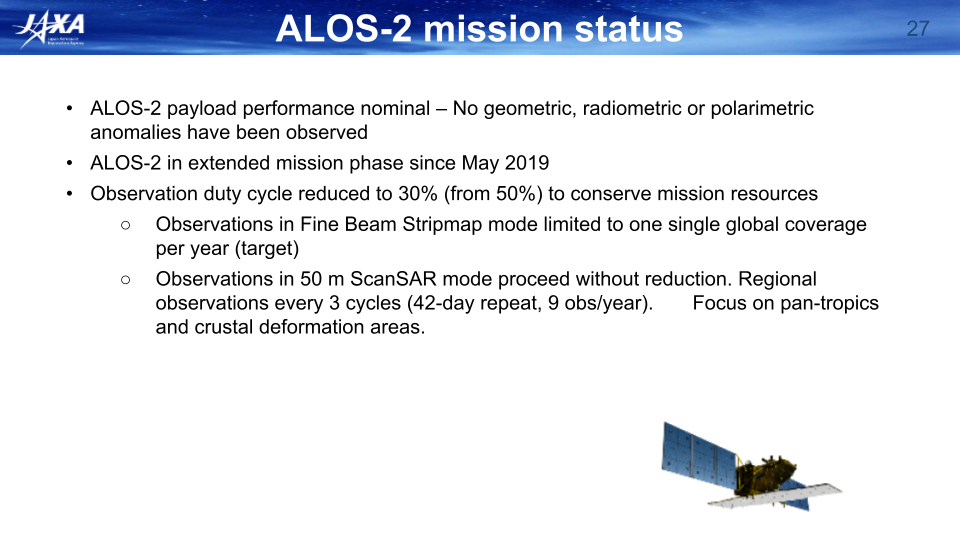 JAXA
Japan Aerospace Exploration Agency
ALOS-2 mission status
27
• ALOS-2 payload performance nominal – No geometric, radiometric or polarimetric
anomalies have been observed
• ALOS-2 in extended mission phase since May 2019
• Observation duty cycle reduced to 30% (from 50%) to conserve mission resources
○ Observations in Fine Beam Stripmap mode limited to one single global coverage
per year (target)
○ Observations in 50 m ScanSAR mode proceed without reduction. Regional
observations every 3 cycles (42-day repeat, 9 obs/year). Focus on pan-tropics
and crustal deformation areas.